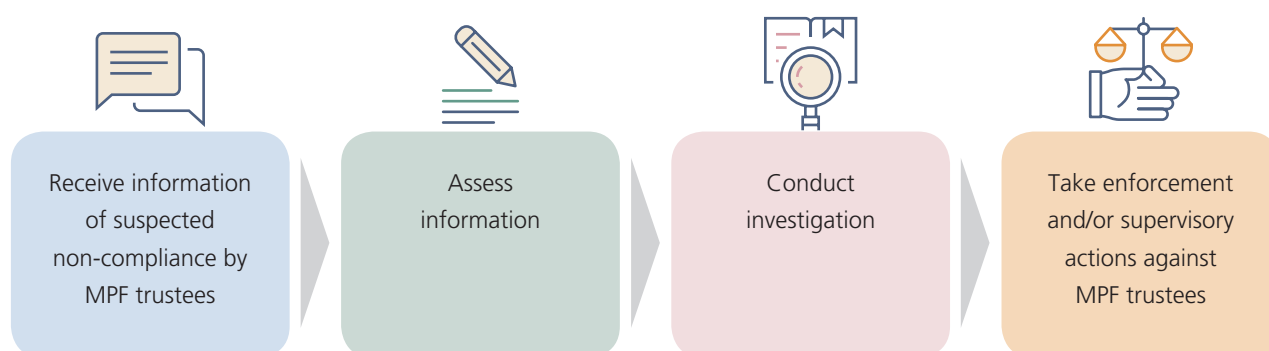 Receive information
of suspected
non-compliance by
MPF trustees
Assess
information
Conduct
investigation
Take enforcement
and/or supervisory
actions against
MPF trustees